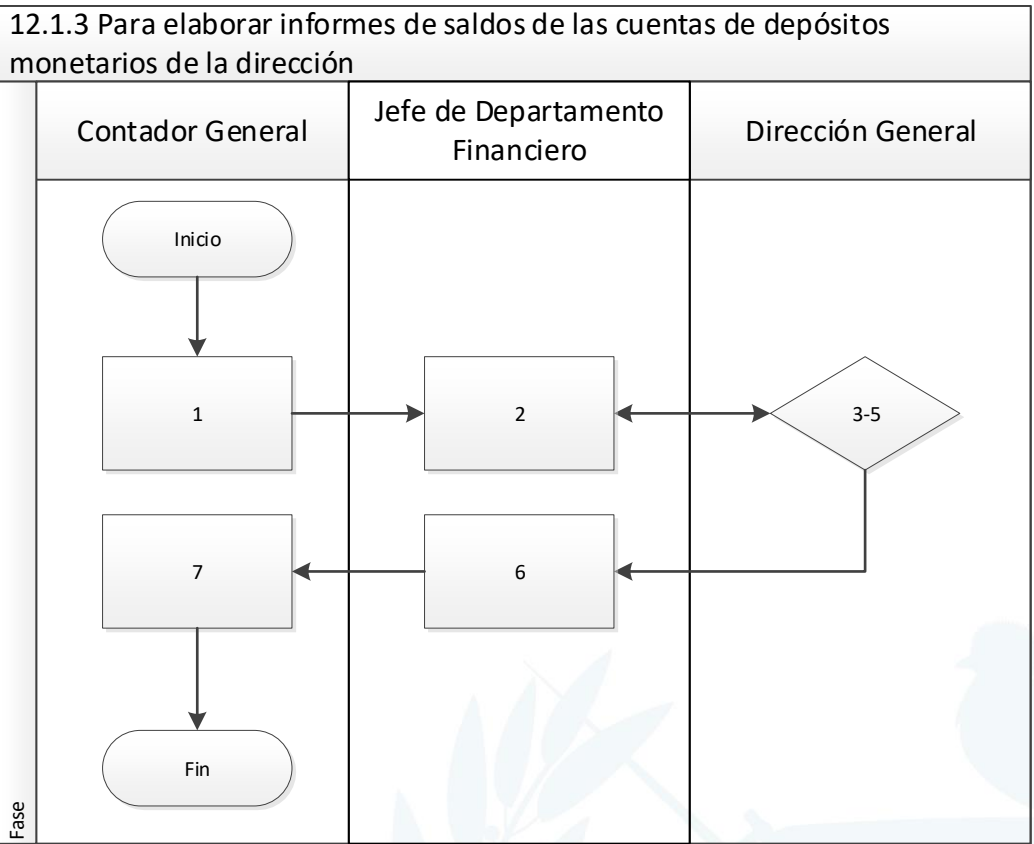 12.1.3 Para elaborar informes de saldos de las cuentas de depósitos
monetarios de la dirección
Contador General
Jefe de Departamento
Financiero
Dirección General
Inicio
1
2
3-5
7
6
Fin
Fase